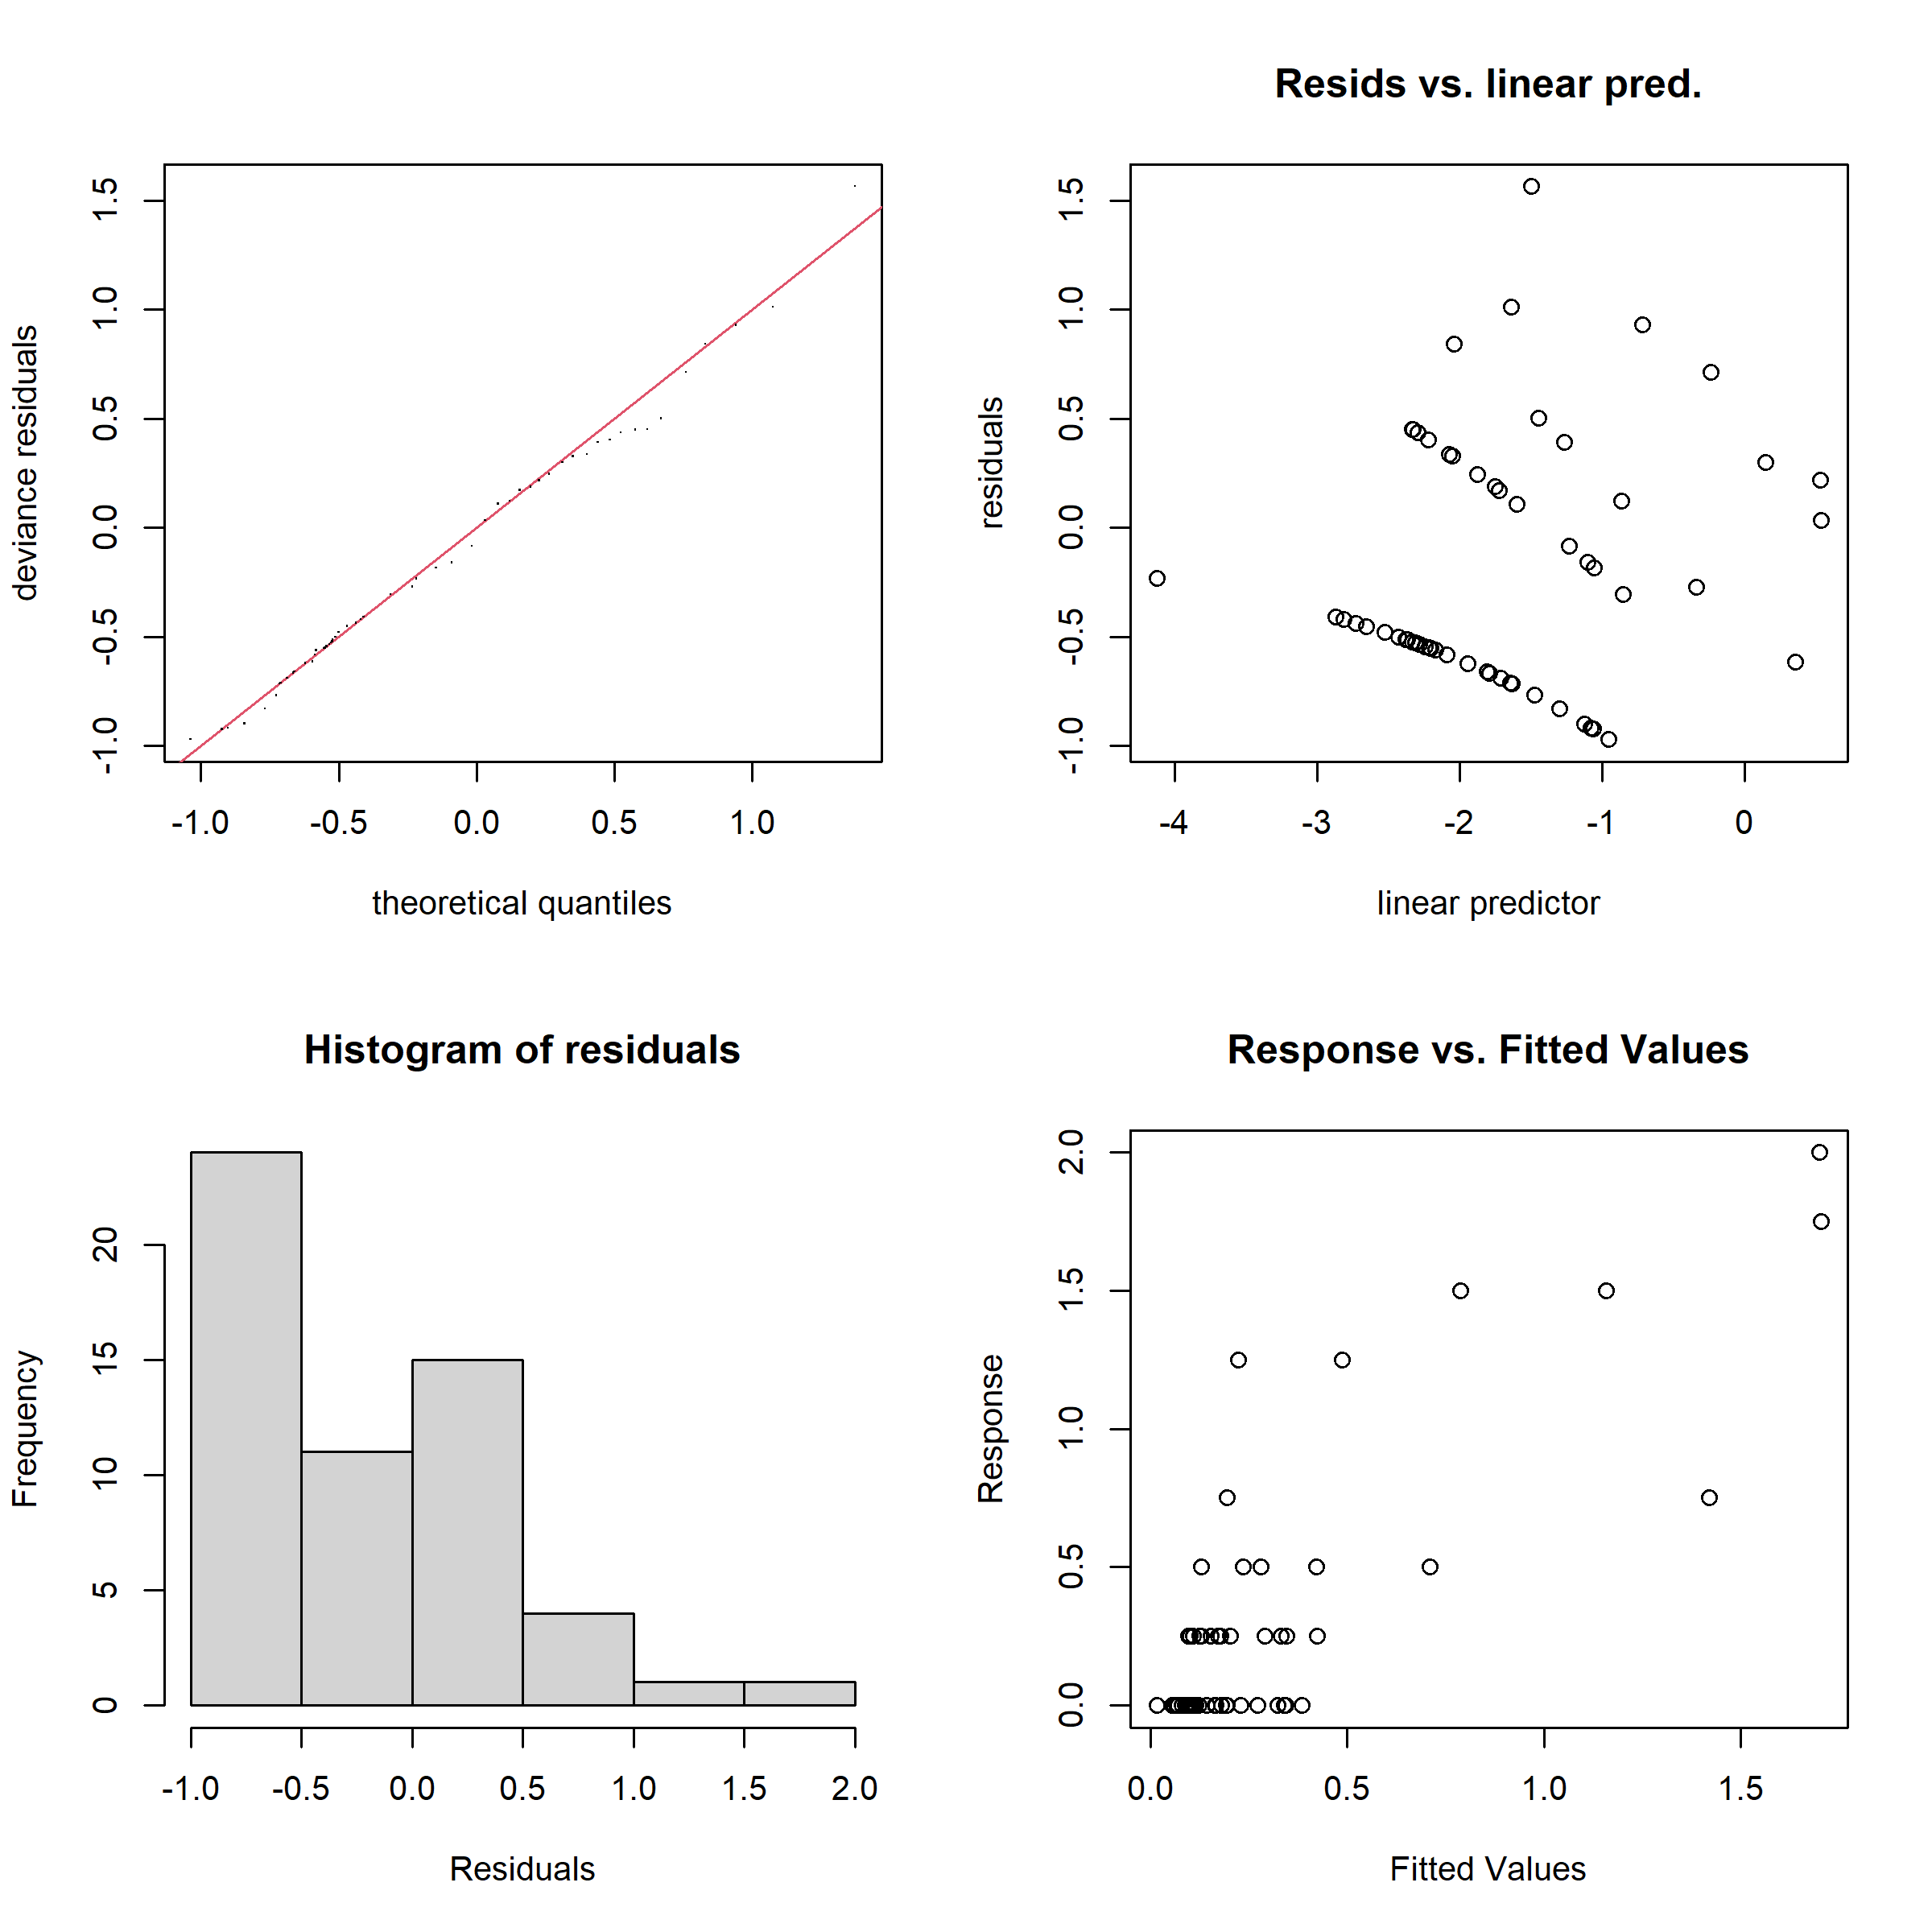 deviance residuals
1.5
1.0
0.5
0.0
-0.5
-1.0
-1.0 -0.5 0.0 0.5 1.0
theoretical quantiles
Resids vs. linear pred.
residuals
1.5
1.0
0.5
0.0
-0.5
-1.0
-4 -3 -2 -1 0
linear predictor
Histogram of residuals
Frequency
20
15
10
5
0
-1.0 -0.5 0.0 0.5 1.0 1.5 2.0
Residuals
Response vs. Fitted Values
Response
2.0
1.5
1.0
0.5
0.0
0.0 0.5 1.0 1.5
Fitted Values